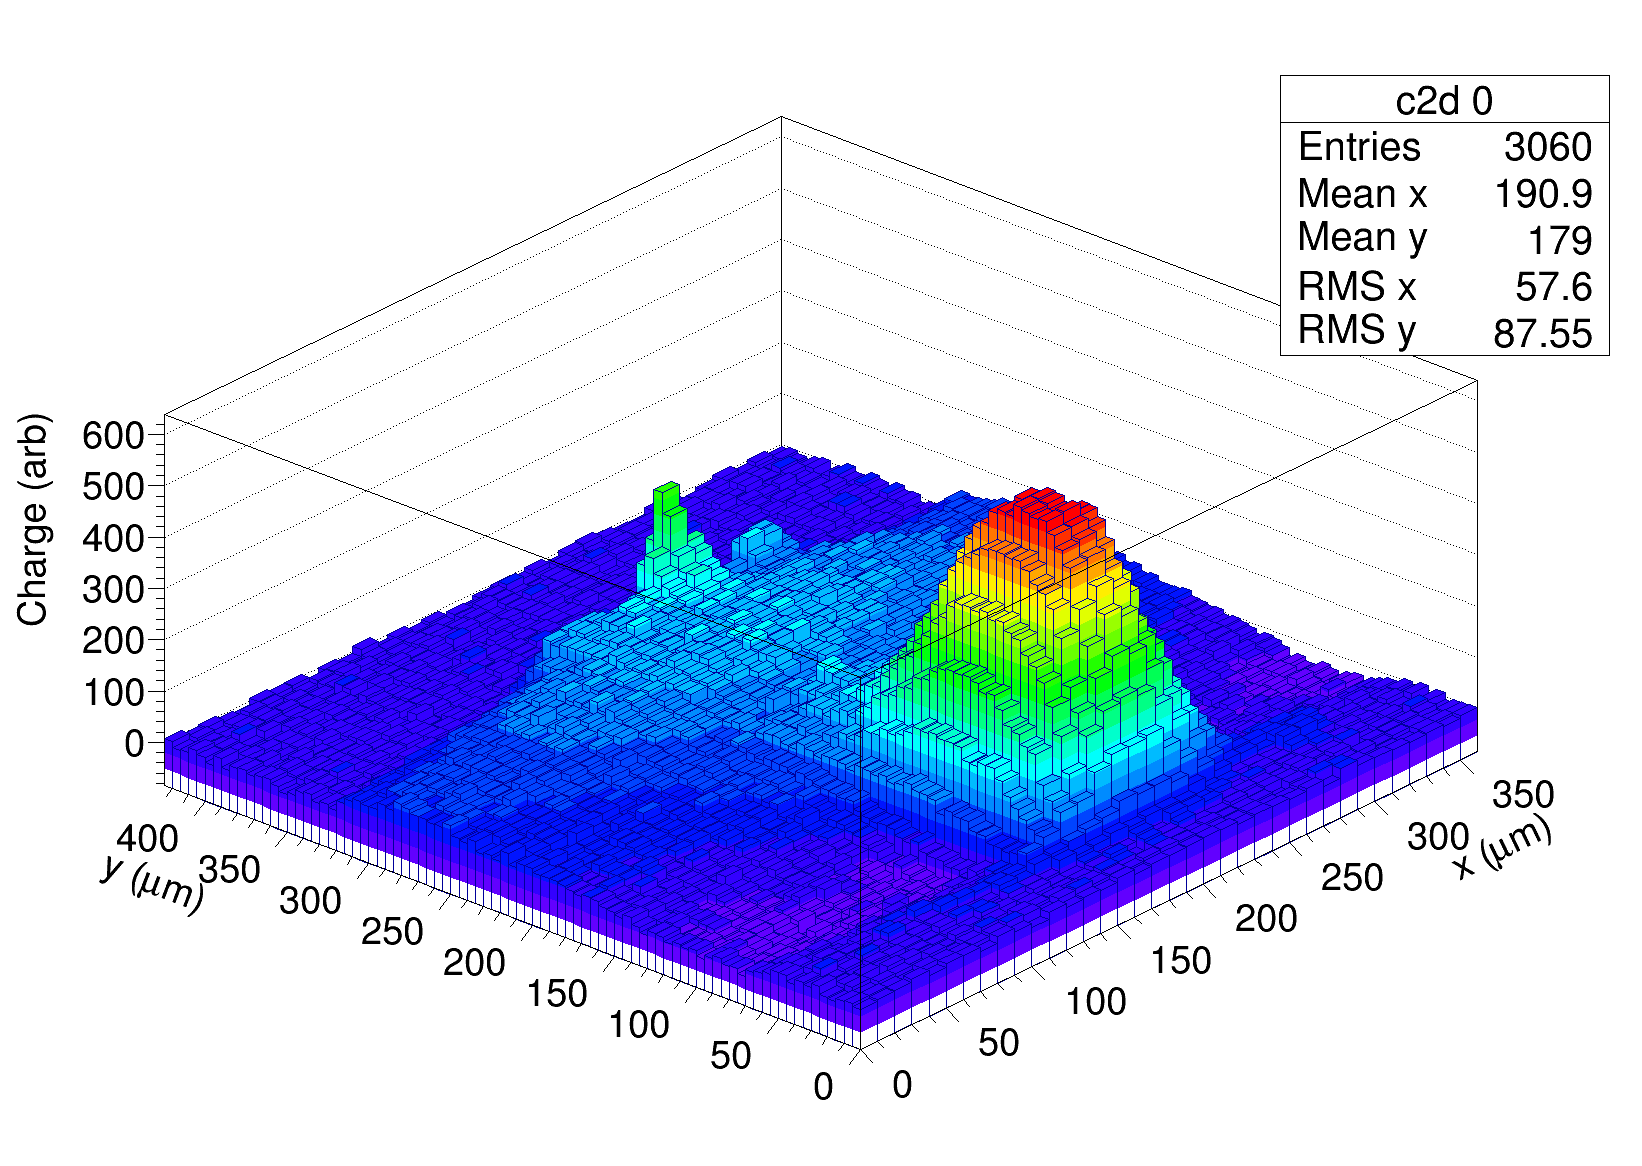 c2d 0
Entries 3060
Mean x 190.9
Mean y 179
RMS x 57.6
RMS y 87.55
Charge (arb)
600
500
400
300
200
100
0
y (μm)
400
350
300
250
200
150
100
50
0
x (μm)
0
50
100
150
200
250
300
350